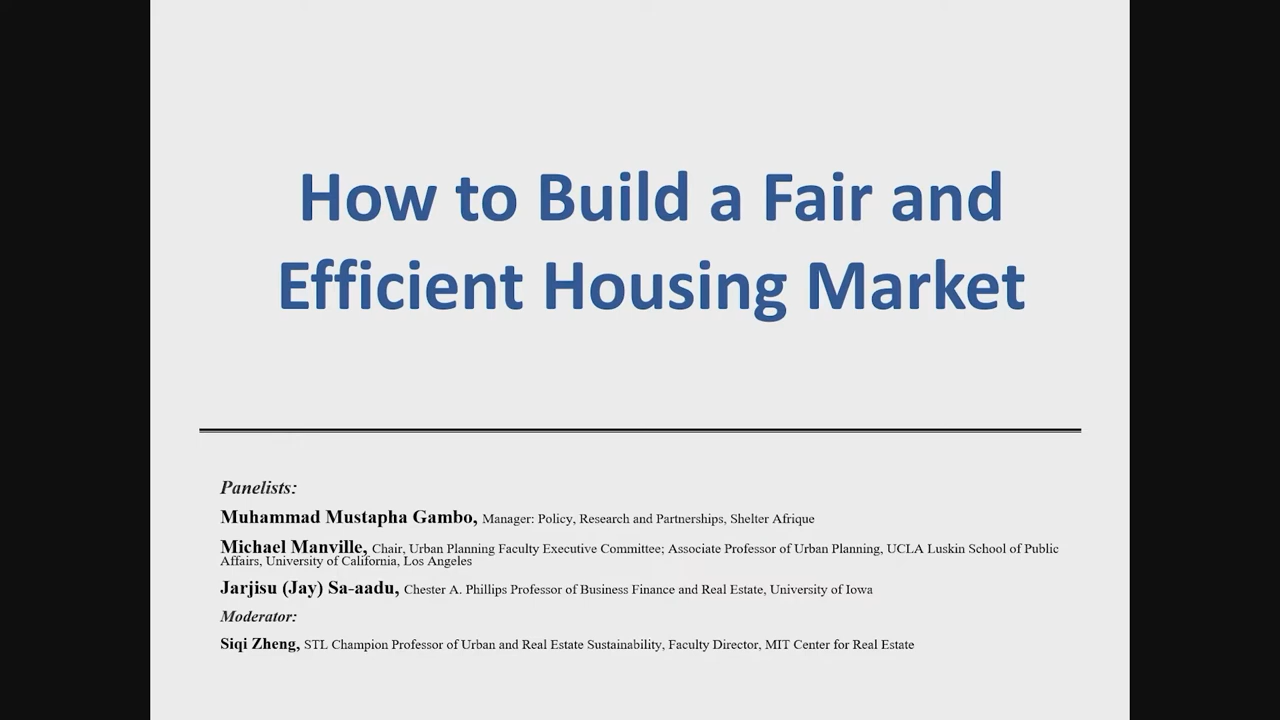 How to Build a Fair and
Efficient Housing Market
Panelists:
Muhammad Mustapha Gambo, Manager: Policy, Research and Partnerships, Shelter Afrique
Michael Manville, Chair, Urban Planning Faculty Executive Committee; Associate Professor of Urban Planning, UCLA Luskin School of Public
Affairs, University of California, Los Angeles
Jarjisu (Jay) Sa-aadu, Chester A. Phillips Professor of Business Finance and Real Estate, University of Iowa
Moderator:
Siqi Zheng, STL Champion Professor of Urban and Real Estate Sustainability, Faculty Director, MIT Center for Real Estate